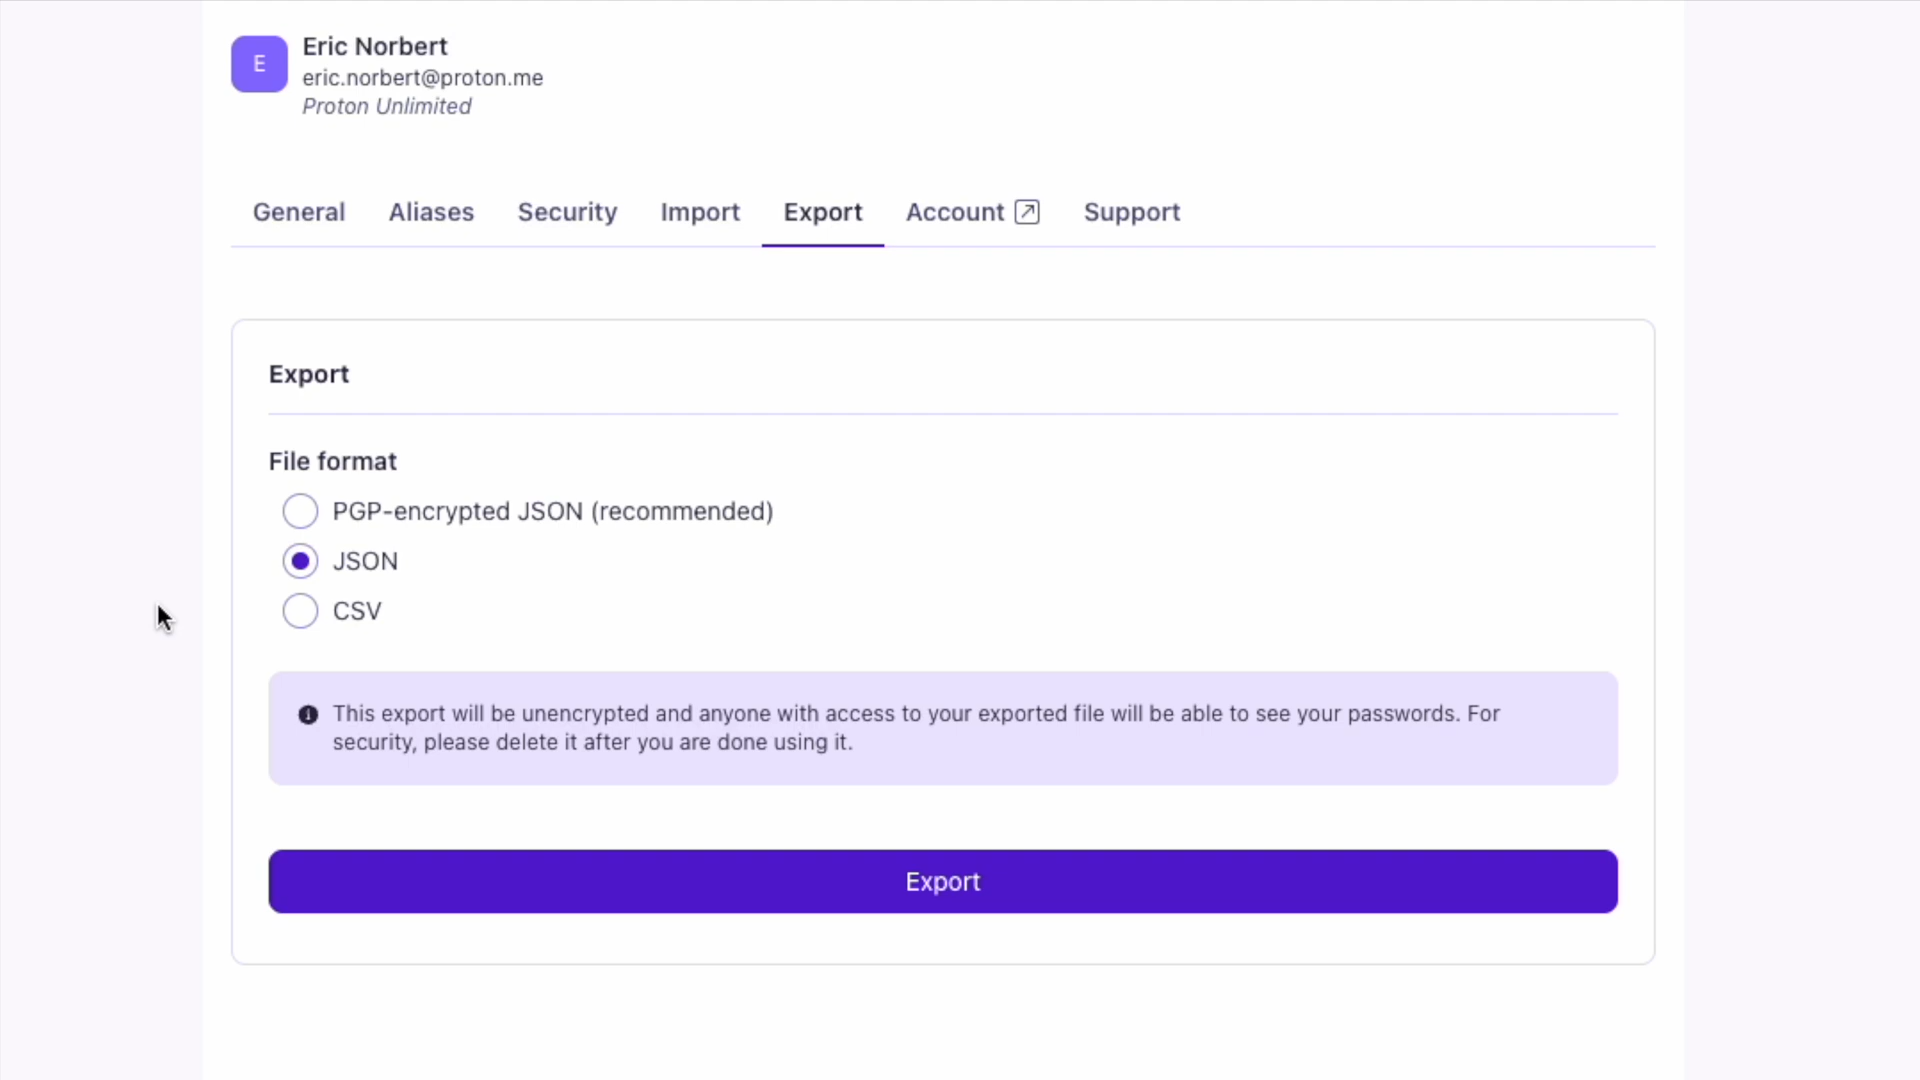 E
Eric Norbert
eric.norbert@proton.me
Proton Unlimited
General Aliases Security Import Export Account Support
Export
File format
PGP-encrypted JSON (recommended)
JSON
CSV
This export will be unencrypted and anyone with access to your exported file will be able to see your passwords. For
security, please delete it after you are done using it.
Export